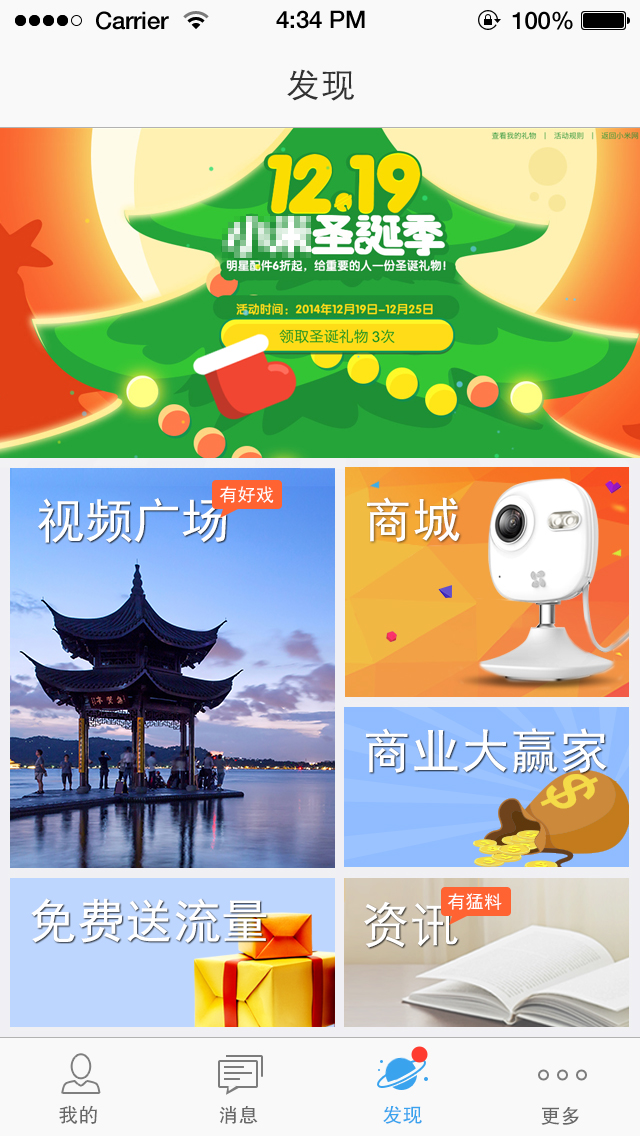 Carrier 4:34 PM 100%
发现
查看我的礼物 | 活动规则 | 返回小米网
12.19
小米圣诞季
明星配件6折起，给重要的人一份圣诞礼物！
活动时间：2014年12月19日-12月25日
领取圣诞礼物 3次
视频广场
有好戏
商城
商业大赢家
免费送流量
资讯
有猛料
我的 消息 发现 更多